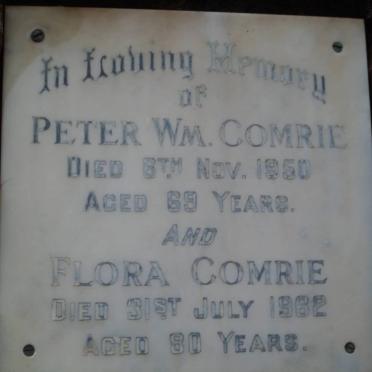 In Loving Memory
OF
PETER WM. COMRIE
DIED 6TH NOV. 1950
AGED 69 YEARS.
AND
FLORA COMRIE
DIED 31ST JULY 1962
AGED 80 YEARS.